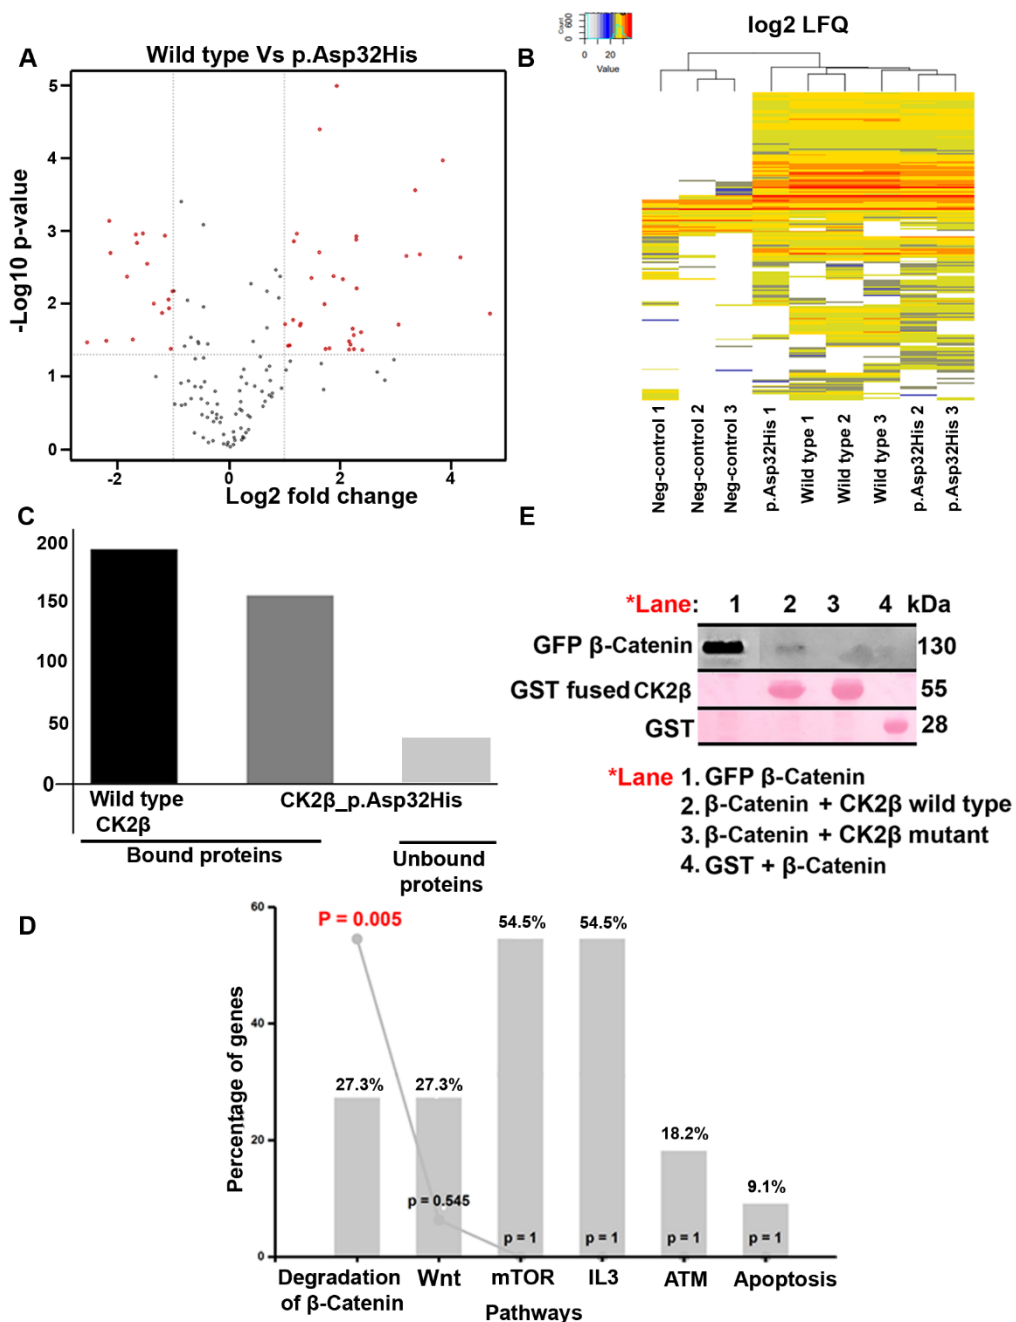 A
Wild type Vs p.Asp32His
-Log10 p-value
5
4
3
2
1
0
-2
0
2
4
Log2 fold change
B
log2 LFQ
Count
0
600
0
20
Value
Neg-control 1
Neg-control 2
Neg-control 3
p.Asp32His 1
Wild type 1
Wild type 2
Wild type 3
p.Asp32His 2
p.Asp32His 3
C
200
150
100
50
0
Wild type
CK2β
CK2β_p.Asp32His
Bound proteins
Unbound
proteins
E
*Lane: 1 2 3 4 kDa
GFP β-Catenin 130
GST fused CK2β 55
GST 28
*Lane 1. GFP β-Catenin
2. β-Catenin + CK2β wild type
3. β-Catenin + CK2β mutant
4. GST + β-Catenin
D
Percentage of genes
60
40
20
0
P = 0.005
27.3%
27.3%
54.5%
54.5%
18.2%
9.1%
p = 0.545
p = 1
p = 1
p = 1
p = 1
Degradation
of β-Catenin
Wnt
mTOR
IL3
ATM
Apoptosis
Pathways